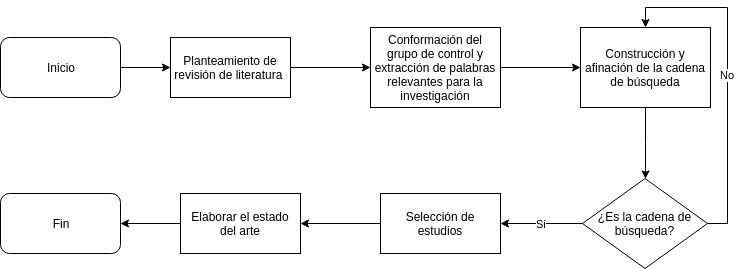 Inicio
Planteamiento de
revisión de literatura
Conformación del
grupo de control y
extracción de palabras
relevantes para la
investigación
Construcción y
afinación de la cadena
de búsqueda
No
¿Es la cadena de
búsqueda?
Si
Selección de
estudios
Elaborar el estado
del arte
Fin